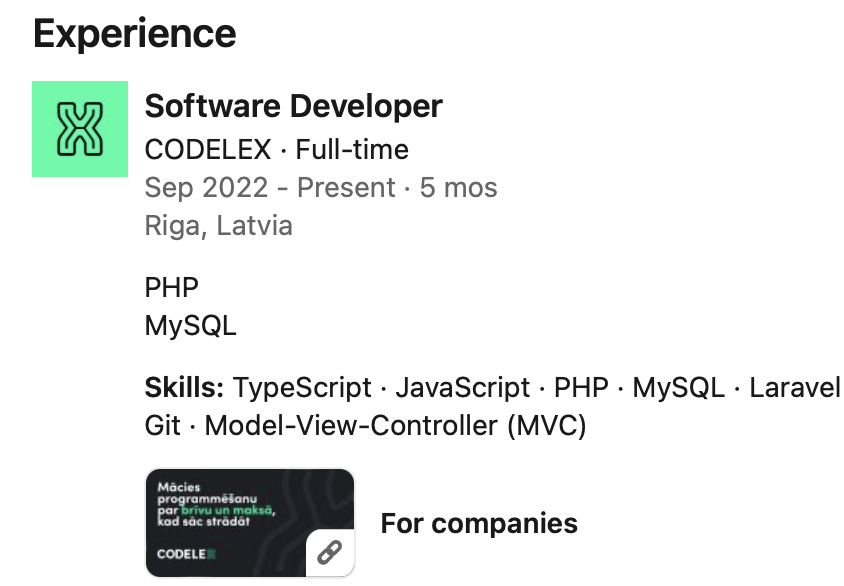 Experience
Software Developer
CODELEX · Full-time
Sep 2022 - Present · 5 mos
Riga, Latvia
PHP
MySQL
Skills: TypeScript · JavaScript · PHP · MySQL · Laravel
Git · Model-View-Controller (MVC)
Mācies
programmēšanu
par brīvu un maksā,
kad sāc strādāt
CODELEX
For companies